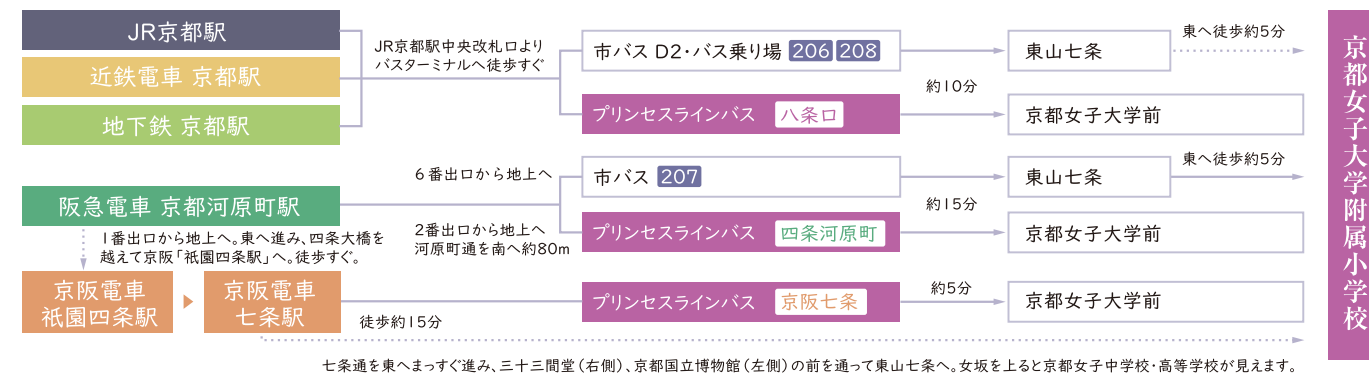 JR京都駅
近鉄電車 京都駅
地下鉄 京都駅
JR京都駅中央改札口より
バスターミナルへ徒歩すぐ
市バス D2・バス乗り場 206 208
東山七条
東へ徒歩約5分
約10分
プリンセスラインバス 八条口
京都女子大学前
阪急電車 京都河原町駅
6番出口から地上へ
市バス 207
東山七条
東へ徒歩約5分
約15分
2番出口から地上へ
河原町通を南へ約80m
プリンセスラインバス 四条河原町
京都女子大学前
1番出口から地上へ。東へ進み、四条大橋を
越えて京阪「祇園四条駅」へ。徒歩すぐ。
京阪電車
祇園四条駅
京阪電車
七条駅
プリンセスラインバス 京阪七条
約5分
京都女子大学前
徒歩約15分
七条通を東へまっすぐ進み、三十三間堂(右側)、京都国立博物館(左側)の前を通って東山七条へ。女坂を上ると京都女子中学校・高等学校が見えます。
京都女子大学附属小学校